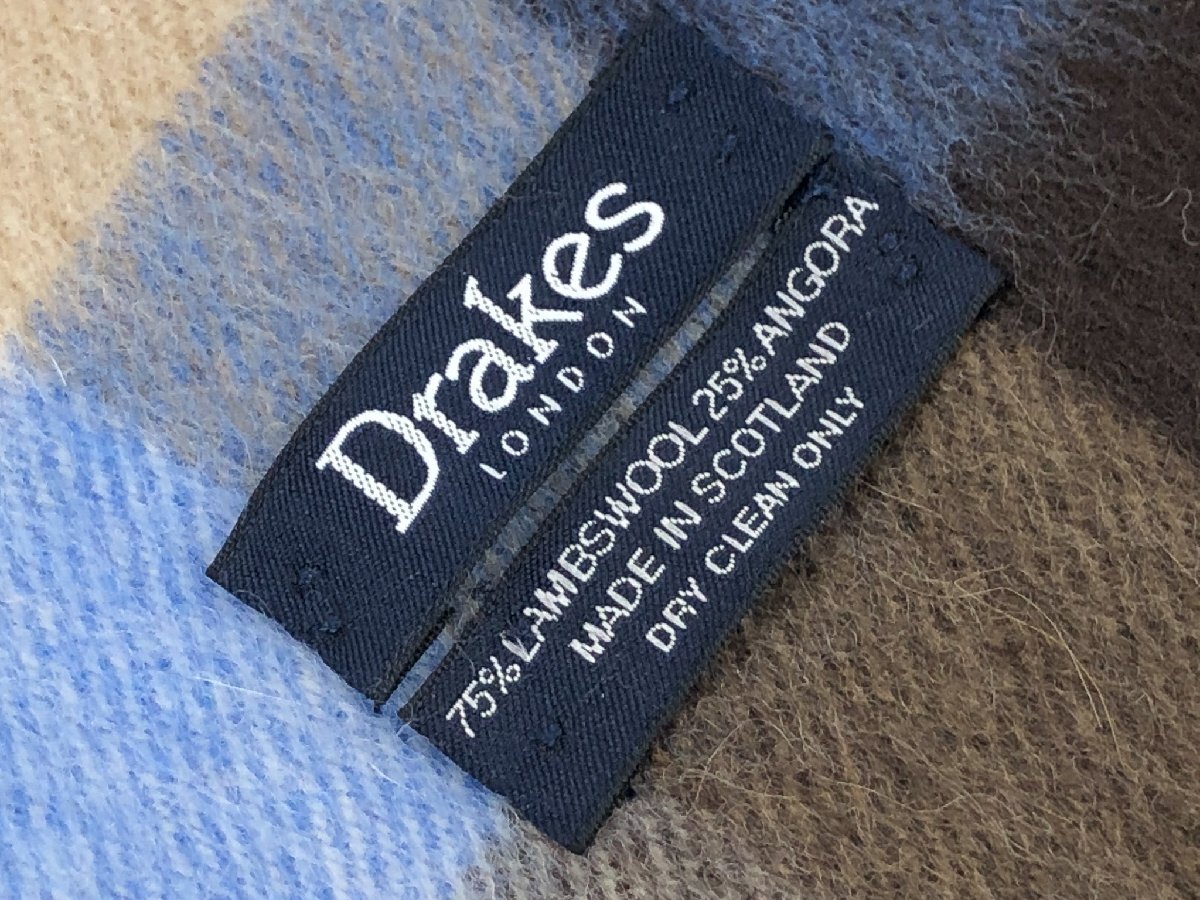 Drakes
LONDON
75% LAMBSWOOL 25% ANGORA
MADE IN SCOTLAND
DRY CLEAN ONLY